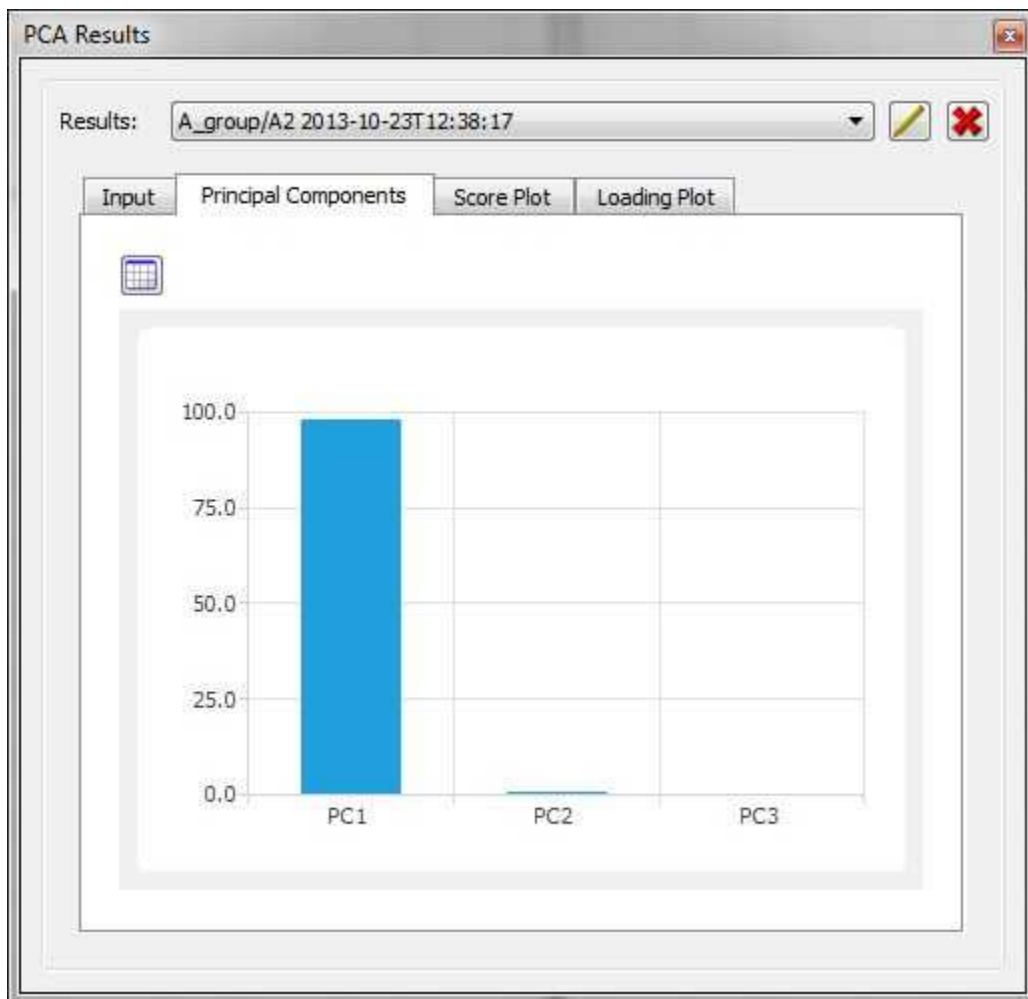 PCA Results
Results: A_group/A2 2013-10-23T12:38:17
Input Principal Components Score Plot Loading Plot
100.0
75.0
50.0
25.0
0.0
PC1 PC2 PC3